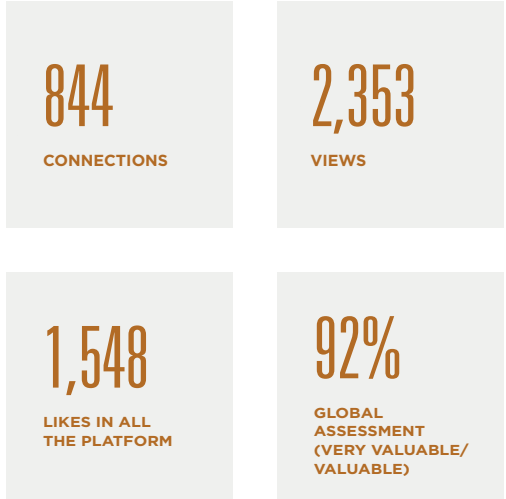 844
CONNECTIONS
2,353
VIEWS
1,548
LIKES IN ALL
THE PLATFORM
92%
GLOBAL
ASSESSMENT
(VERY VALUABLE/
VALUABLE)